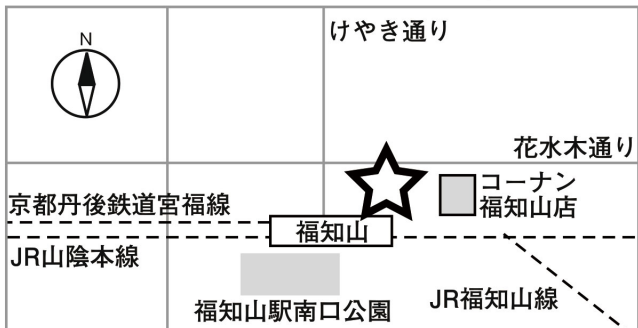 N
けやき通り
花水木通り
コーナン
福知山店
京都丹後鉄道宮福線
福知山
JR山陰本線
JR福知山線
福知山駅南口公園